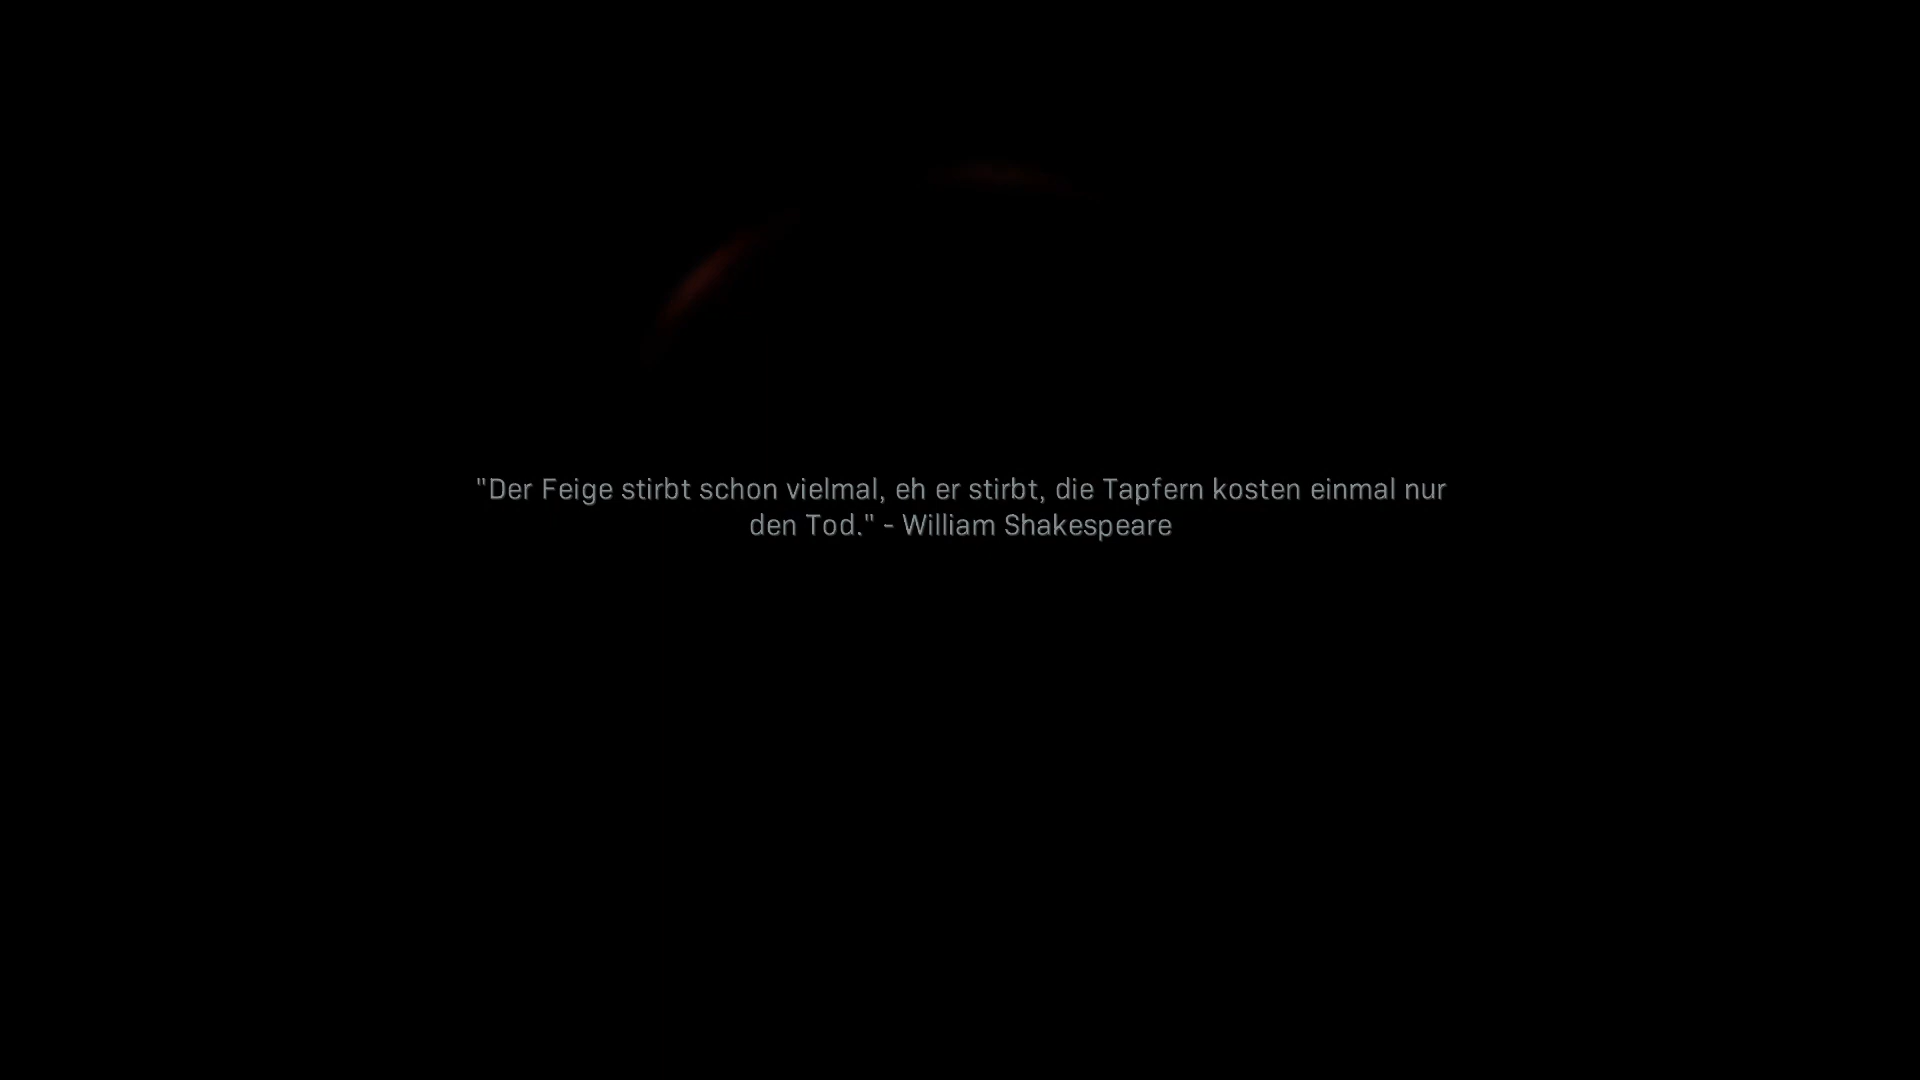 "Der Feige stirbt schon vielmal, eh er stirbt, die Tapfern kosten einmal nur
den Tod." - William Shakespeare